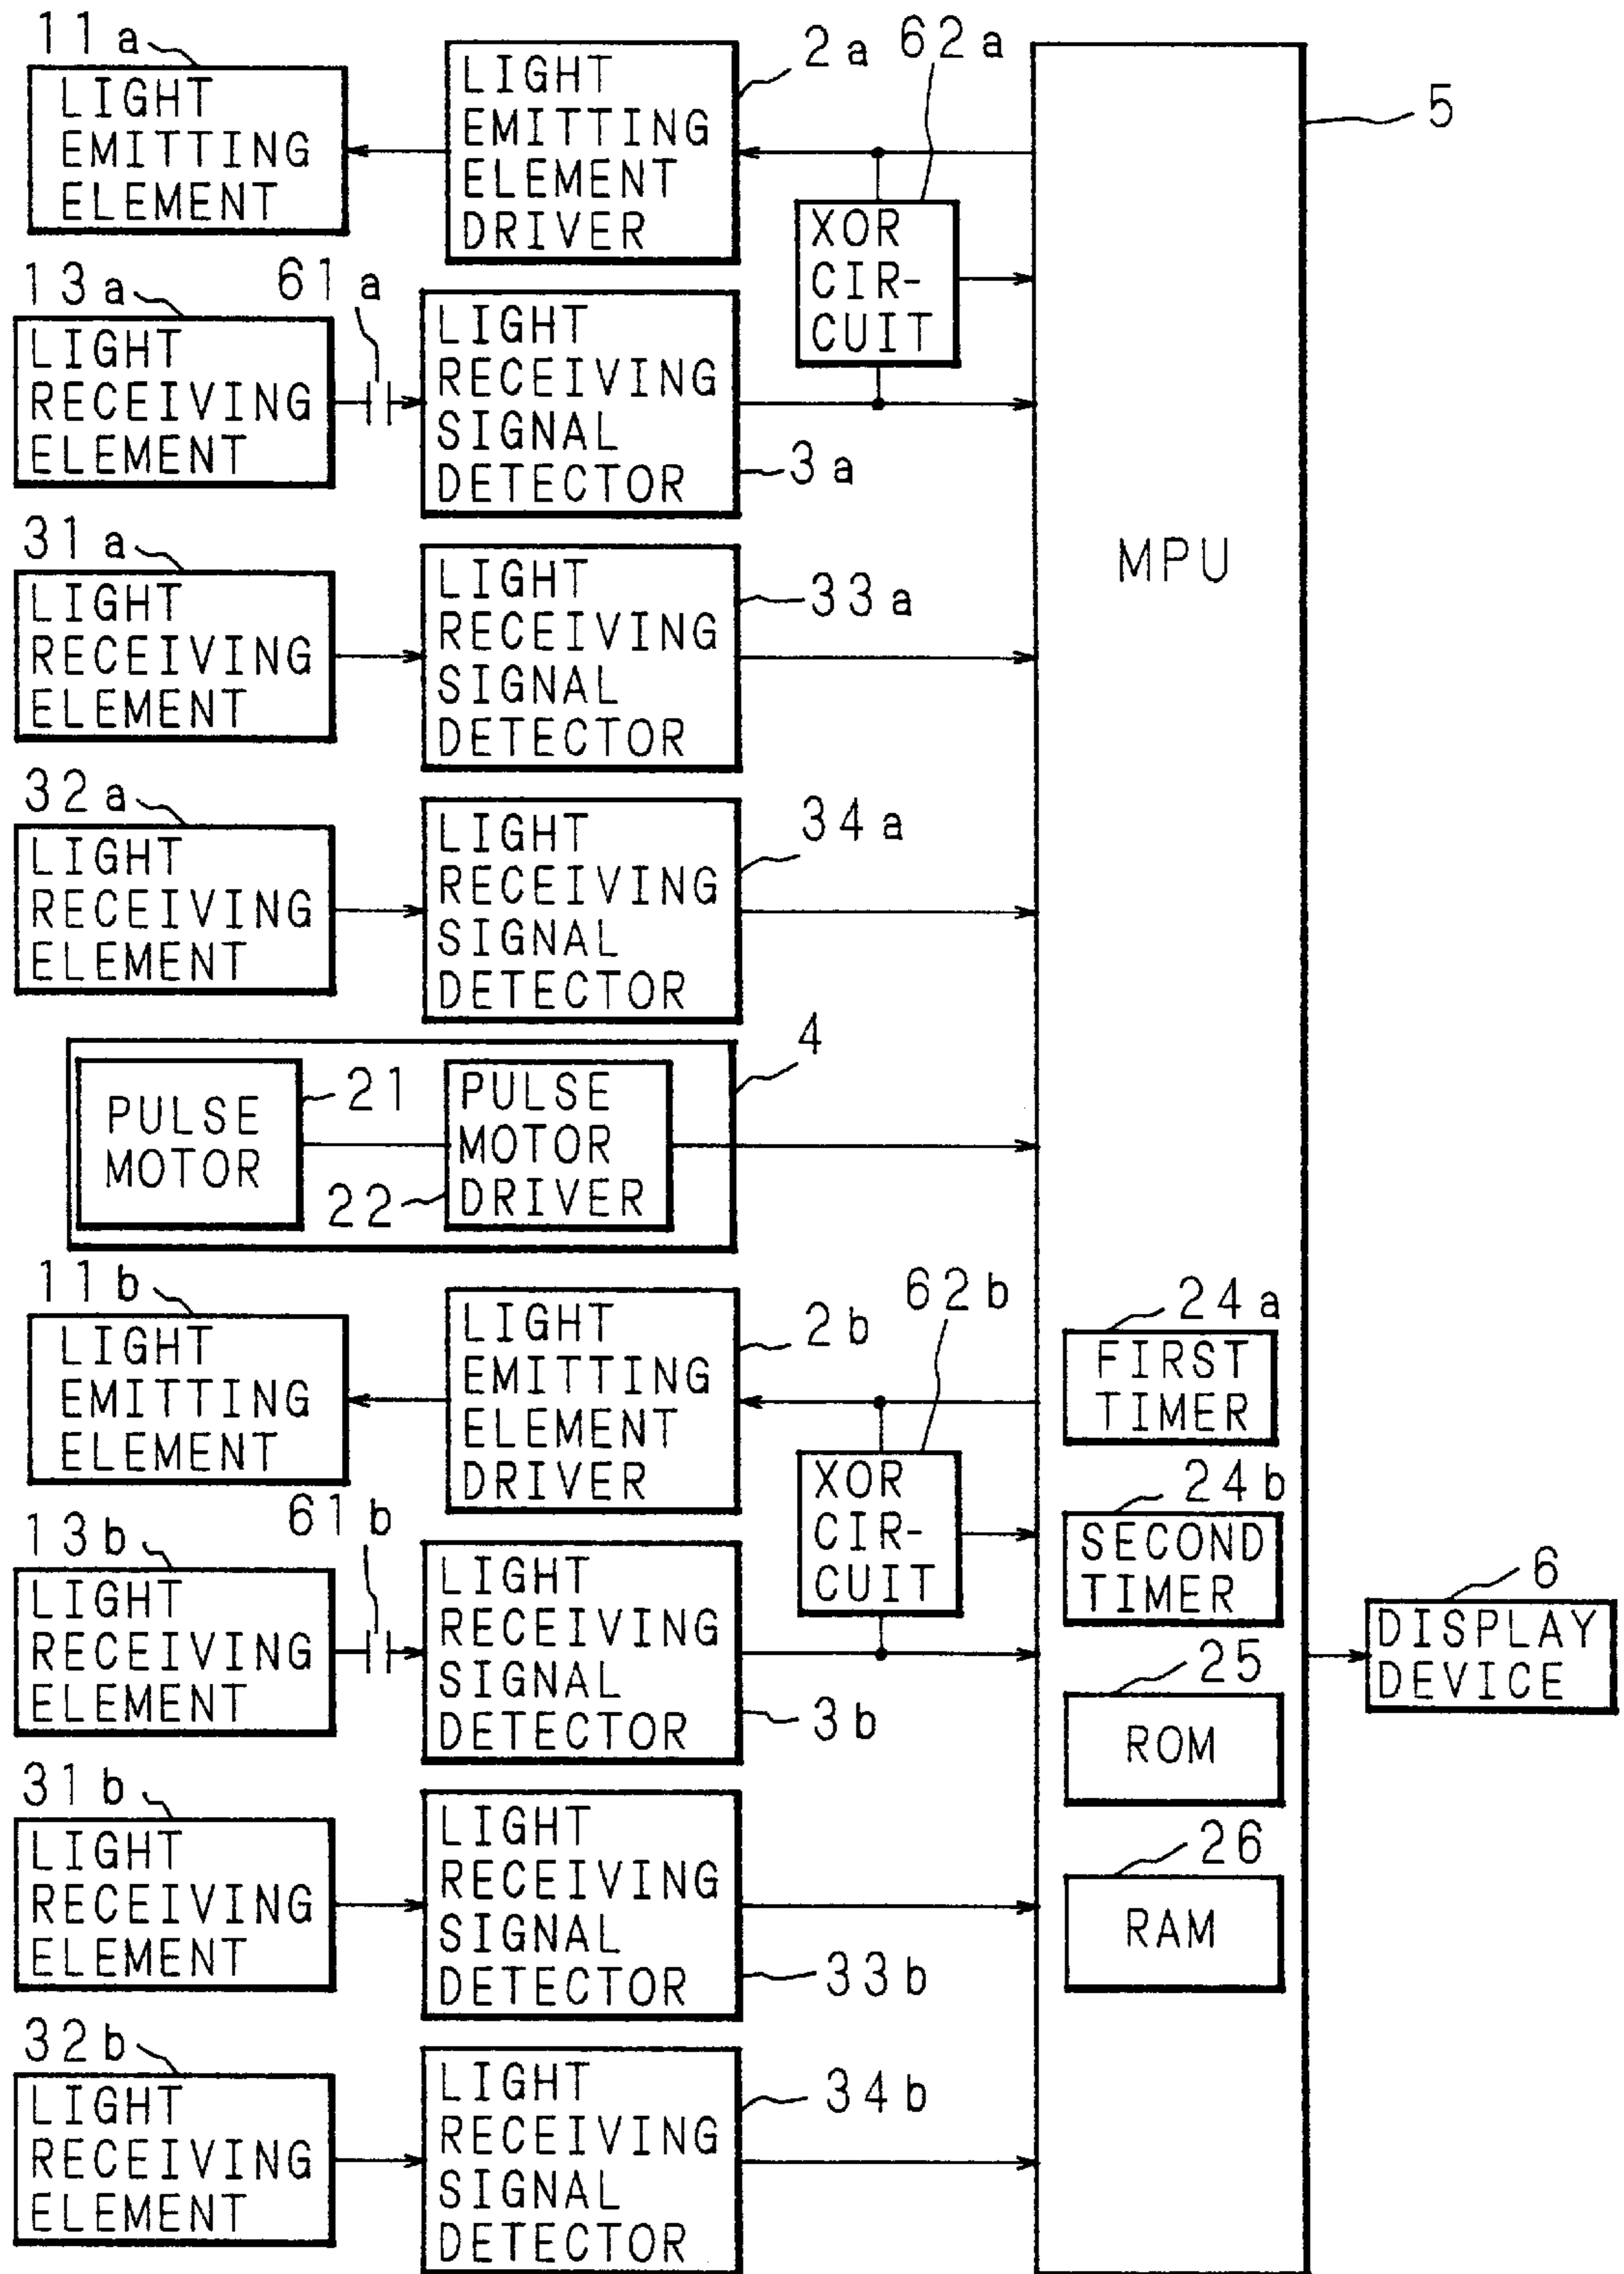 11a
LIGHT
EMITTING
ELEMENT
LIGHT
EMITTING
ELEMENT
DRIVER
2a
62a
5
XOR
CIR-
CUIT
13a
LIGHT
RECEIVING
ELEMENT
61a
LIGHT
RECEIVING
SIGNAL
DETECTOR
3a
MPU
31a
LIGHT
RECEIVING
ELEMENT
LIGHT
RECEIVING
SIGNAL
DETECTOR
33a
32a
LIGHT
RECEIVING
ELEMENT
LIGHT
RECEIVING
SIGNAL
DETECTOR
34a
4
PULSE
MOTOR
21
PULSE
MOTOR
DRIVER
22
11b
LIGHT
EMITTING
ELEMENT
LIGHT
EMITTING
ELEMENT
DRIVER
2b
62b
XOR
CIR-
CUIT
24a
FIRST
TIMER
24b
SECOND
TIMER
13b
LIGHT
RECEIVING
ELEMENT
61b
LIGHT
RECEIVING
SIGNAL
DETECTOR
3b
6
DISPLAY
DEVICE
25
ROM
31b
LIGHT
RECEIVING
ELEMENT
LIGHT
RECEIVING
SIGNAL
DETECTOR
33b
26
RAM
32b
LIGHT
RECEIVING
ELEMENT
LIGHT
RECEIVING
SIGNAL
DETECTOR
34b